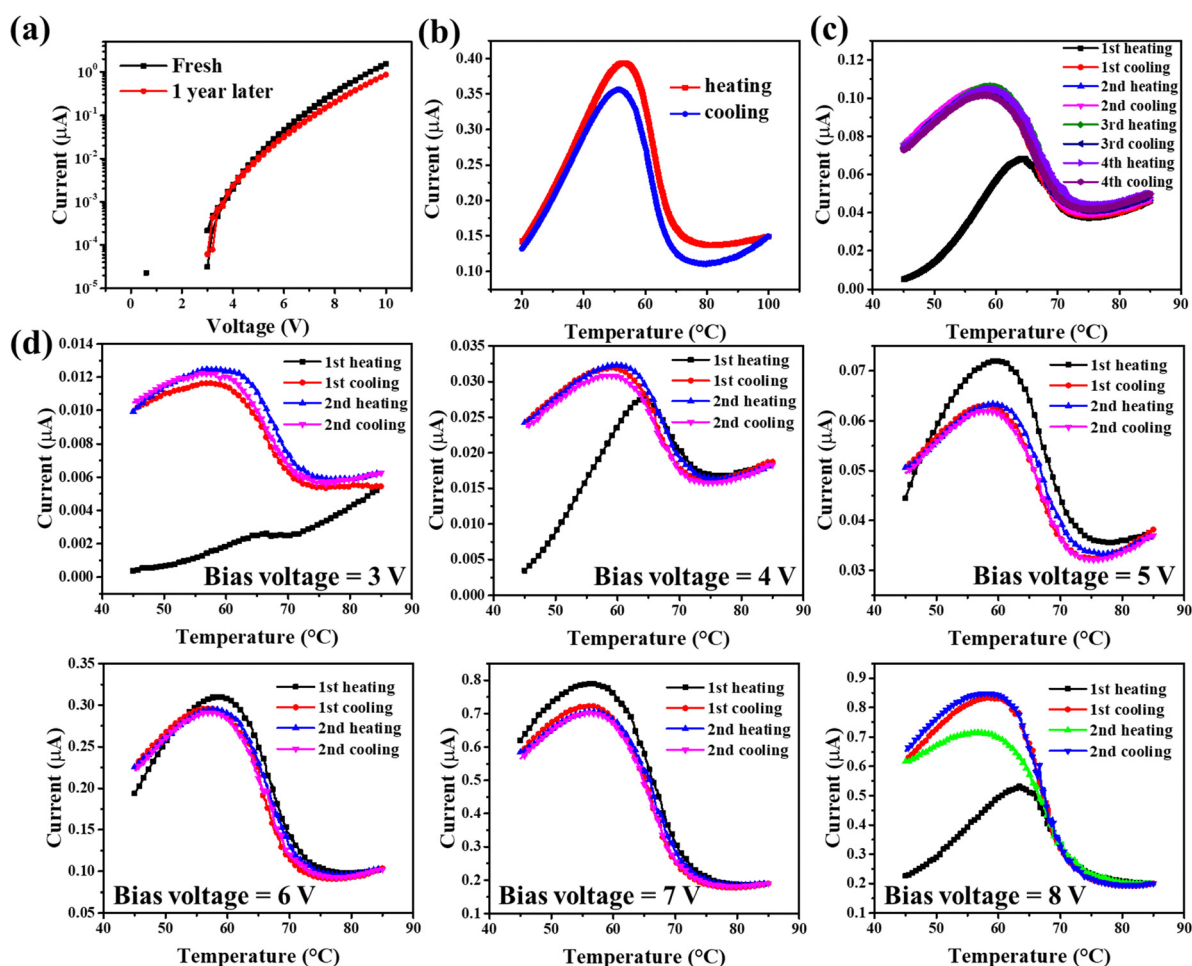 (a)
Fresh
1 year later
Current (μA)
10⁰
10⁻¹
10⁻²
10⁻³
10⁻⁴
10⁻⁵
0 2 4 6 8 10
Voltage (V)
(b)
heating
cooling
Current (μA)
0.40
0.35
0.30
0.25
0.20
0.15
0.10
20 40 60 80 100
Temperature (°C)
(c)
1st heating
1st cooling
2nd heating
2nd cooling
3rd heating
3rd cooling
4th heating
4th cooling
Current (μA)
0.12
0.10
0.08
0.06
0.04
0.02
0.00
40 50 60 70 80 90
Temperature (°C)
(d)
1st heating
1st cooling
2nd heating
2nd cooling
Current (μA)
0.014
0.012
0.010
0.008
0.006
0.004
0.002
0.000
Bias voltage = 3 V
40 50 60 70 80 90
Temperature (°C)
1st heating
1st cooling
2nd heating
2nd cooling
Current (μA)
0.035
0.030
0.025
0.020
0.015
0.010
0.005
0.000
Bias voltage = 4 V
40 50 60 70 80 90
Temperature (°C)
1st heating
1st cooling
2nd heating
2nd cooling
Current (μA)
0.07
0.06
0.05
0.04
0.03
Bias voltage = 5 V
40 50 60 70 80 90
Temperature (°C)
1st heating
1st cooling
2nd heating
2nd cooling
Current (μA)
0.35
0.30
0.25
0.20
0.15
0.10
0.05
Bias voltage = 6 V
40 50 60 70 80 90
Temperature (°C)
1st heating
1st cooling
2nd heating
2nd cooling
Current (μA)
0.8
0.7
0.6
0.5
0.4
0.3
0.2
0.1
Bias voltage = 7 V
40 50 60 70 80 90
Temperature (°C)
1st heating
1st cooling
2nd heating
2nd cooling
Current (μA)
0.9
0.8
0.7
0.6
0.5
0.4
0.3
0.2
0.1
Bias voltage = 8 V
40 50 60 70 80 90
Temperature (°C)